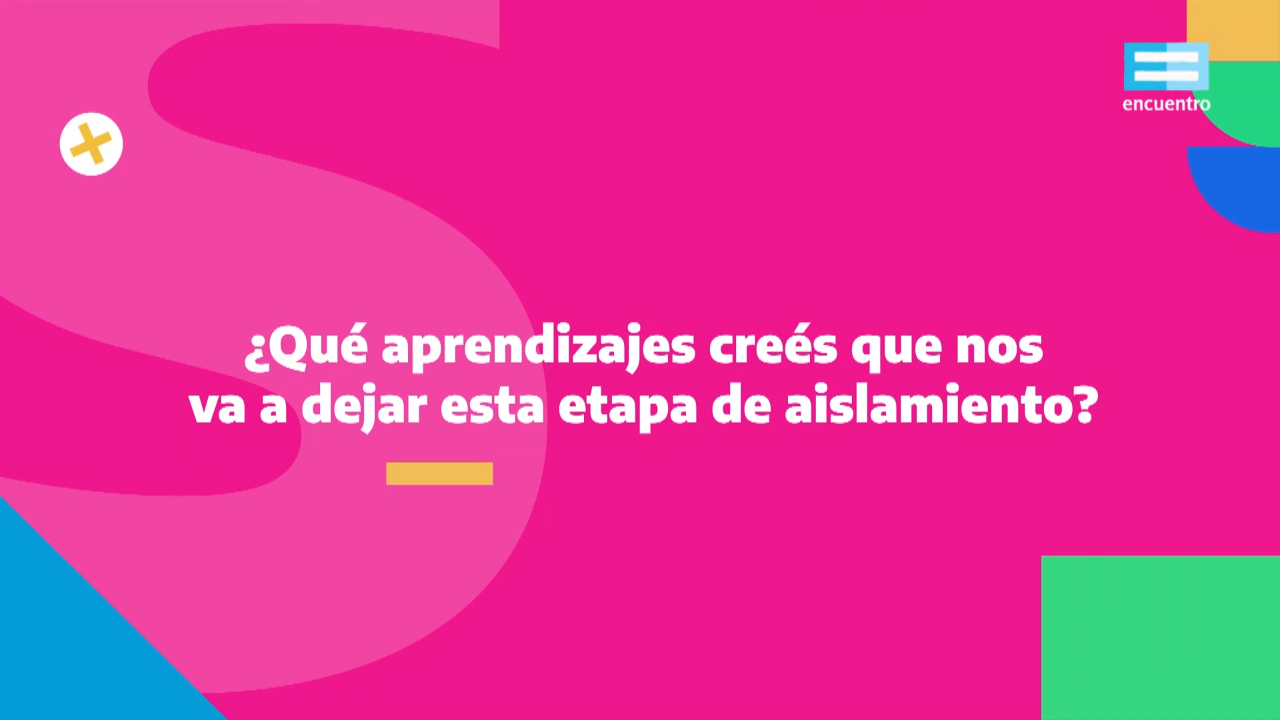 encuentro
¿Qué aprendizajes creés que nos
va a dejar esta etapa de aislamiento?